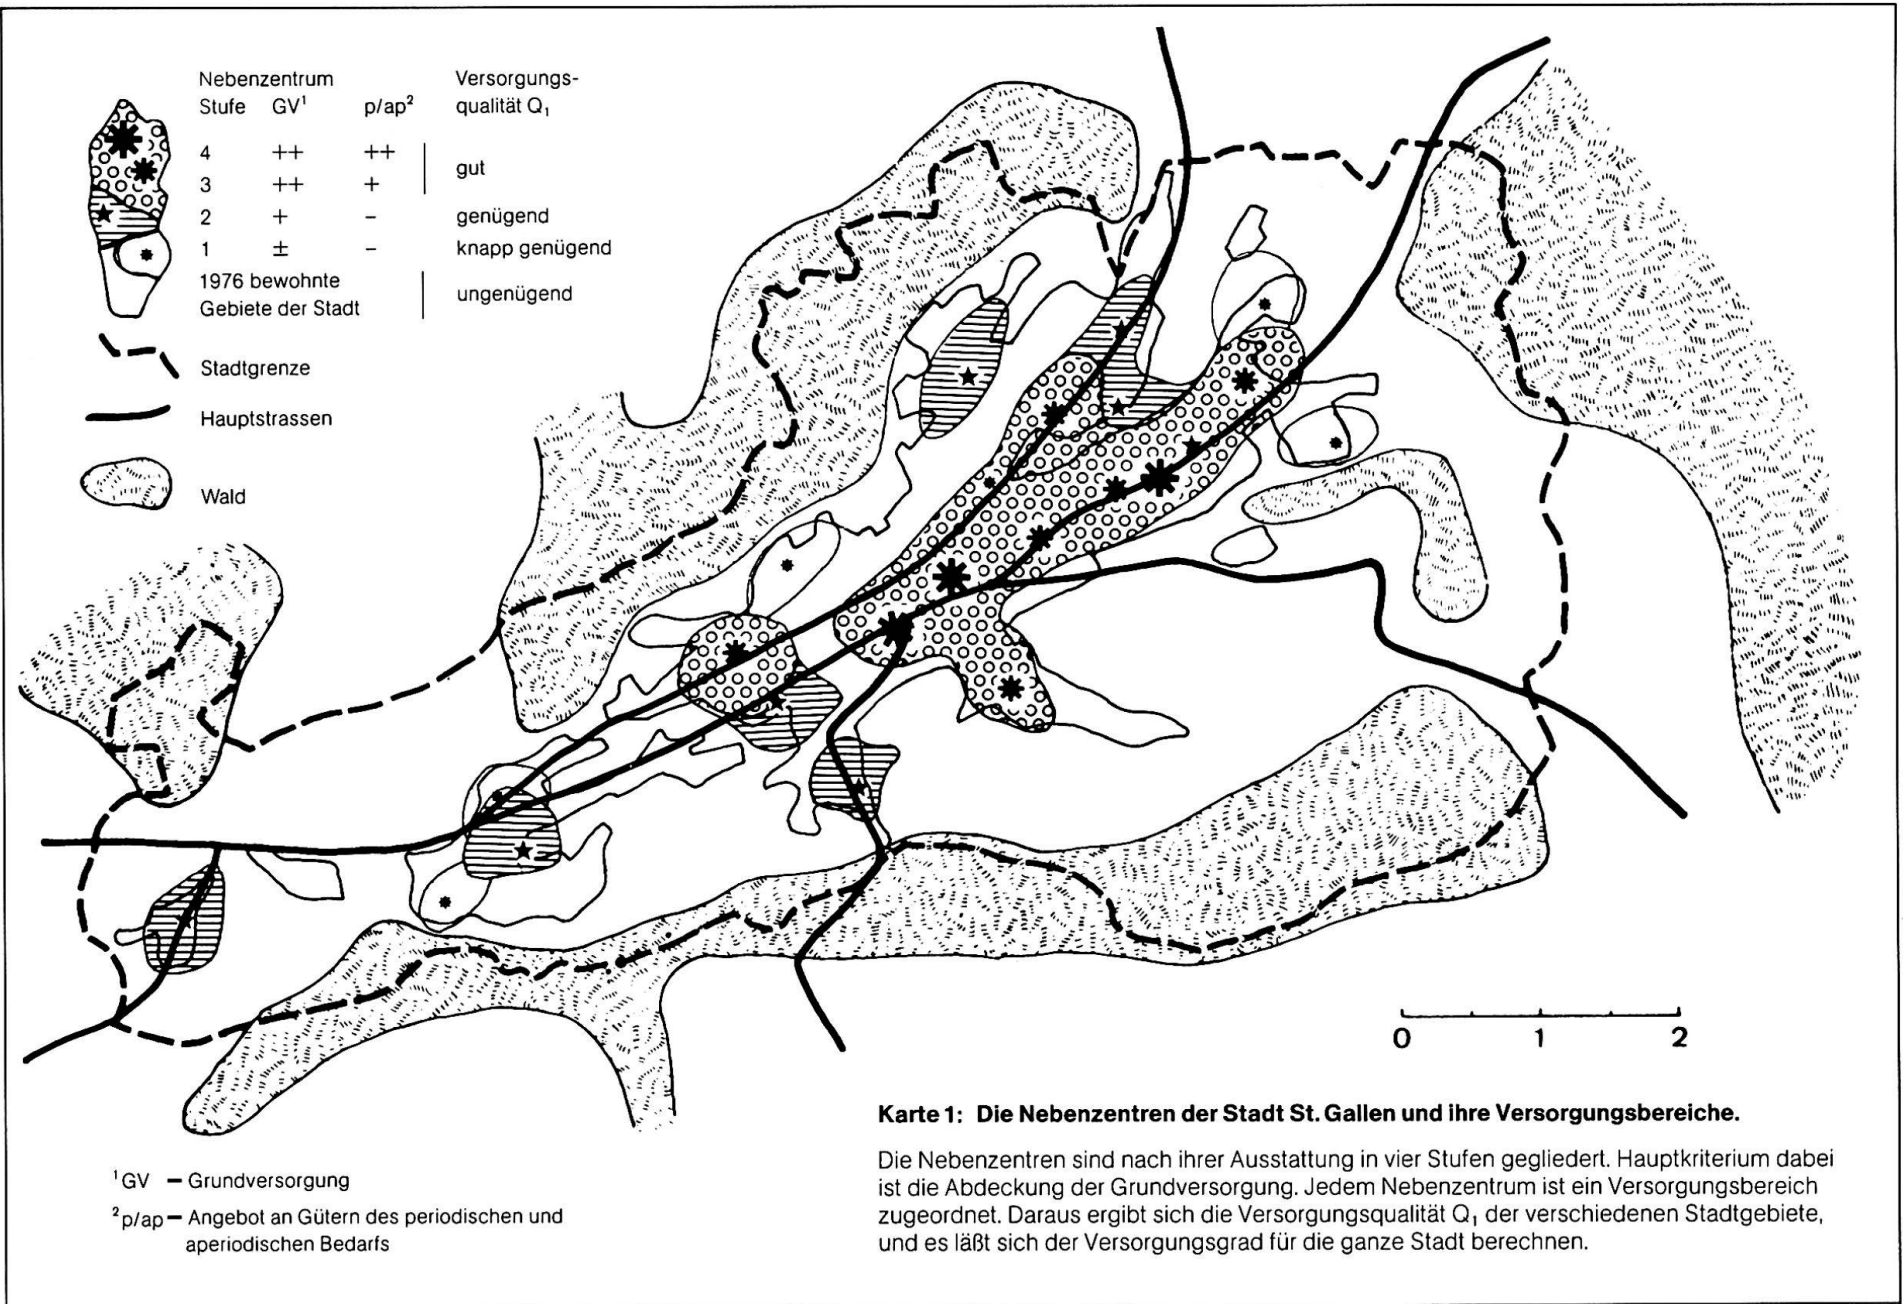 Nebenzentrum Versorgungs-
Stufe GV¹ p/ap² qualität Q₁
4 ++ ++
gut
3 ++ +
2 + – genügend
1 ± – knapp genügend
1976 bewohnte
ungenügend
Gebiete der Stadt
Stadtgrenze
Hauptstrassen
Wald
0 1 2
Karte 1: Die Nebenzentren der Stadt St. Gallen und ihre Versorgungsbereiche.
Die Nebenzentren sind nach ihrer Ausstattung in vier Stufen gegliedert. Hauptkriterium dabei
ist die Abdeckung der Grundversorgung. Jedem Nebenzentrum ist ein Versorgungsbereich
zugeordnet. Daraus ergibt sich die Versorgungsqualität Q₁ der verschiedenen Stadtgebiete,
und es läßt sich der Versorgungsgrad für die ganze Stadt berechnen.
¹GV – Grundversorgung
²p/ap – Angebot an Gütern des periodischen und
aperiodischen Bedarfs